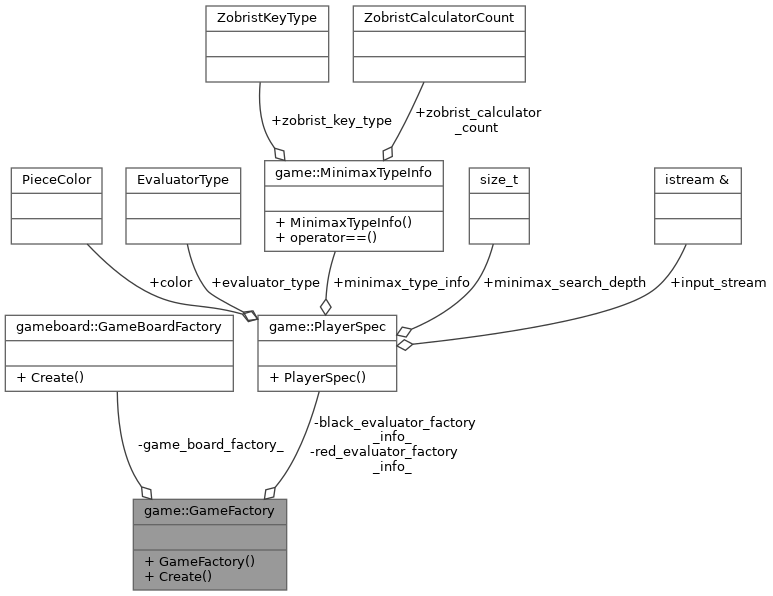 ZobristKeyType
ZobristCalculatorCount
+zobrist_key_type
+zobrist_calculator
_count
PieceColor
EvaluatorType
game::MinimaxTypeInfo
+ MinimaxTypeInfo()
+ operator==()
size_t
istream &
+color
+evaluator_type
+minimax_type_info
+minimax_search_depth
+input_stream
gameboard::GameBoardFactory
+ Create()
game::PlayerSpec
+ PlayerSpec()
-game_board_factory_
-black_evaluator_factory
_info_
-red_evaluator_factory
_info_
game::GameFactory
+ GameFactory()
+ Create()